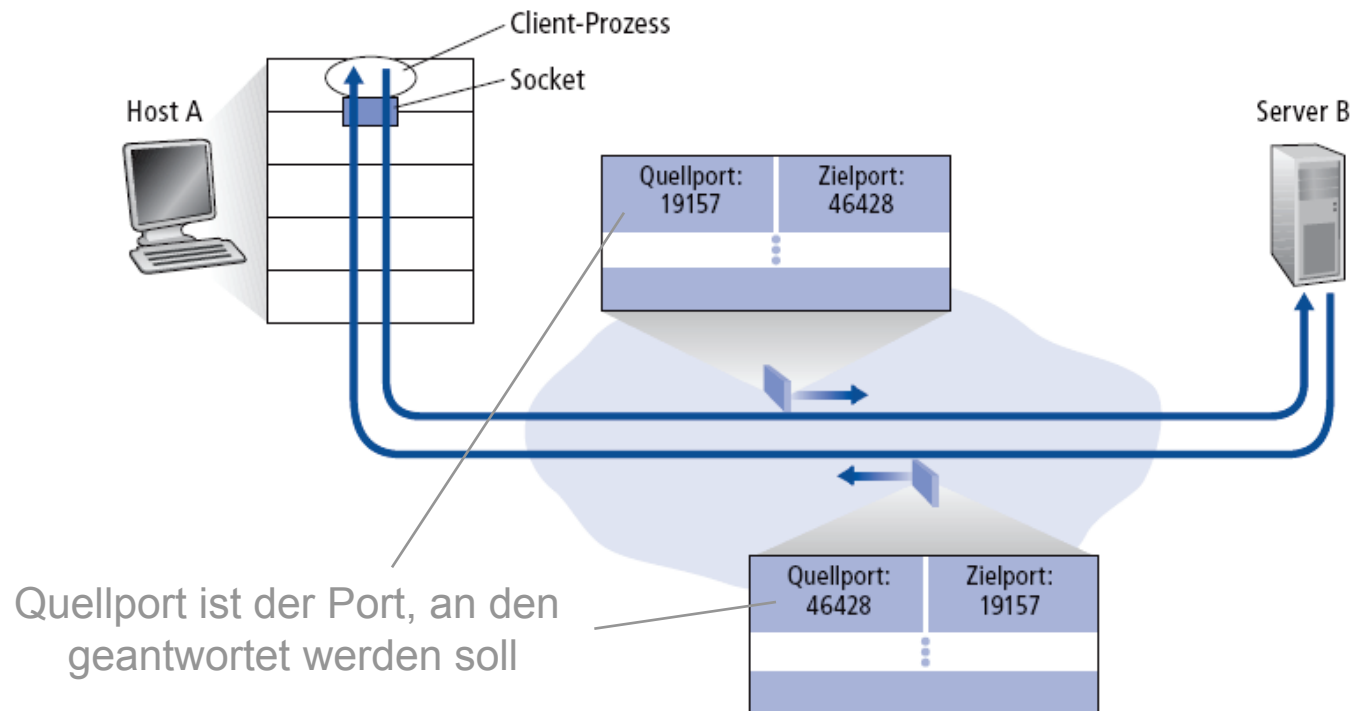 Client-Prozess
Socket
Host A
Server B
Quellport:
19157
Zielport:
46428
Quellport ist der Port, an den
geantwortet werden soll
Quellport:
46428
Zielport:
19157